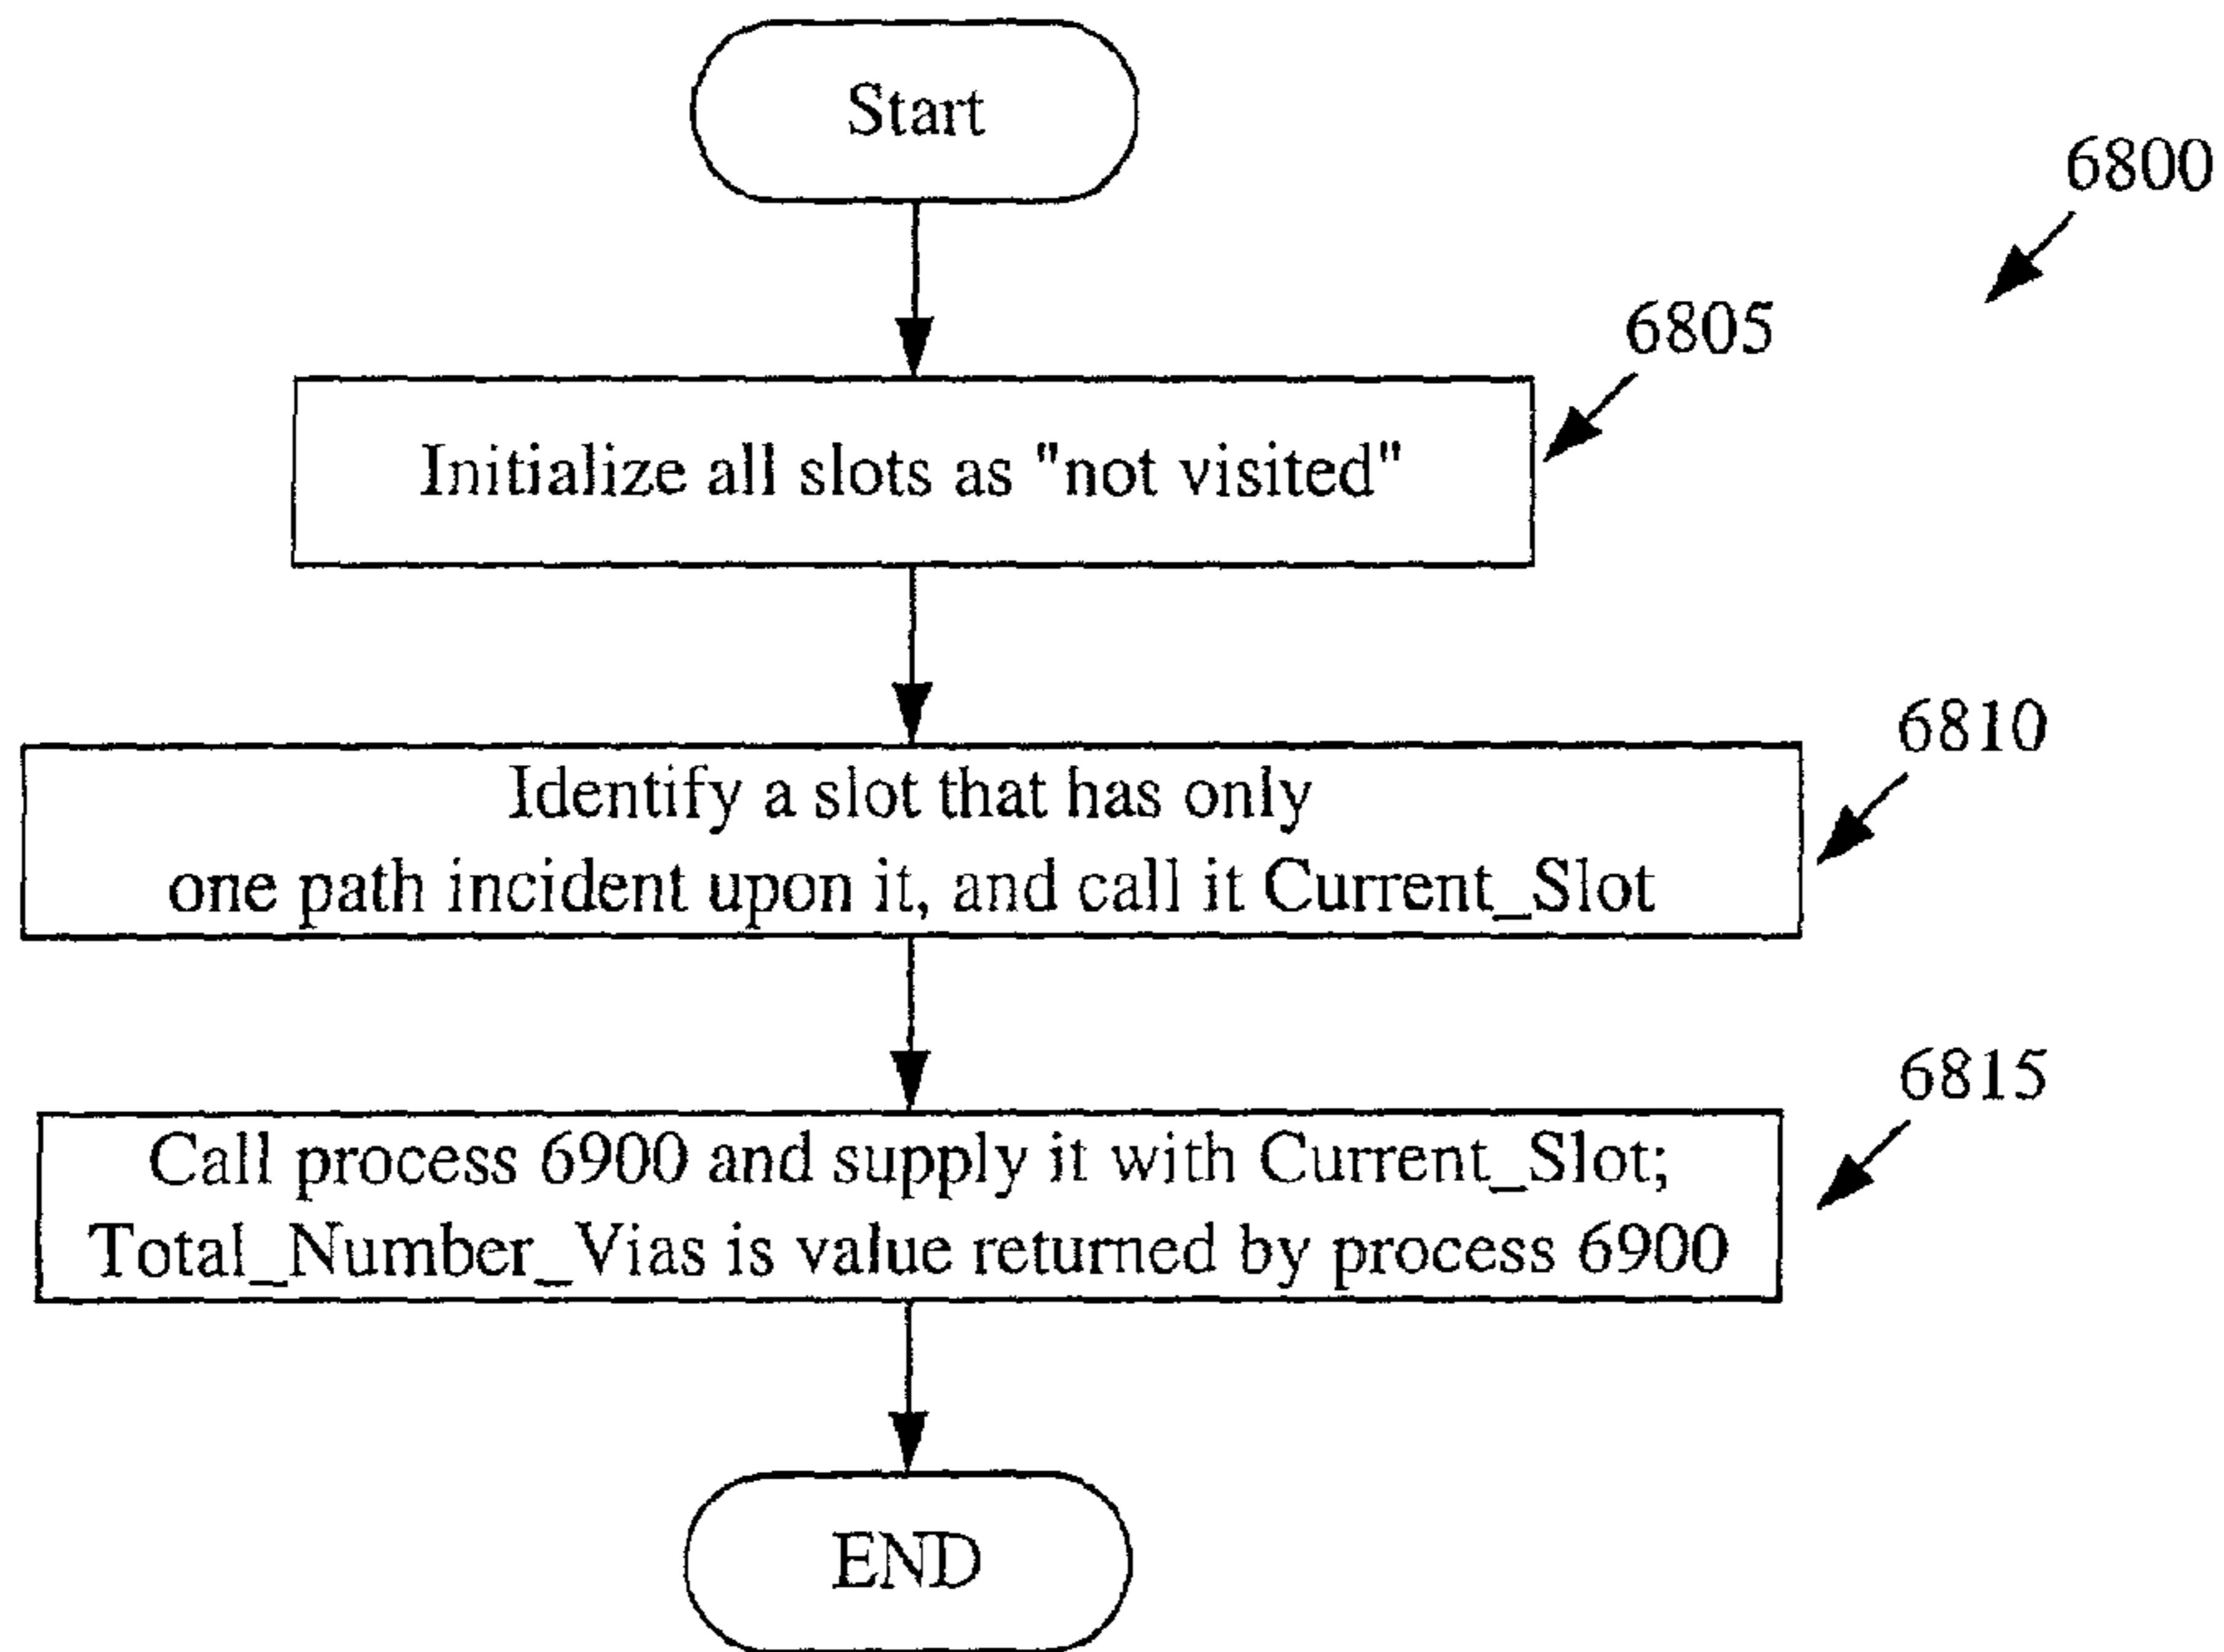 Start
6800
6805
Initialize all slots as "not visited"
6810
Identify a slot that has only
one path incident upon it, and call it Current_Slot
6815
Call process 6900 and supply it with Current_Slot;
Total_Number_Vias is value returned by process 6900
END